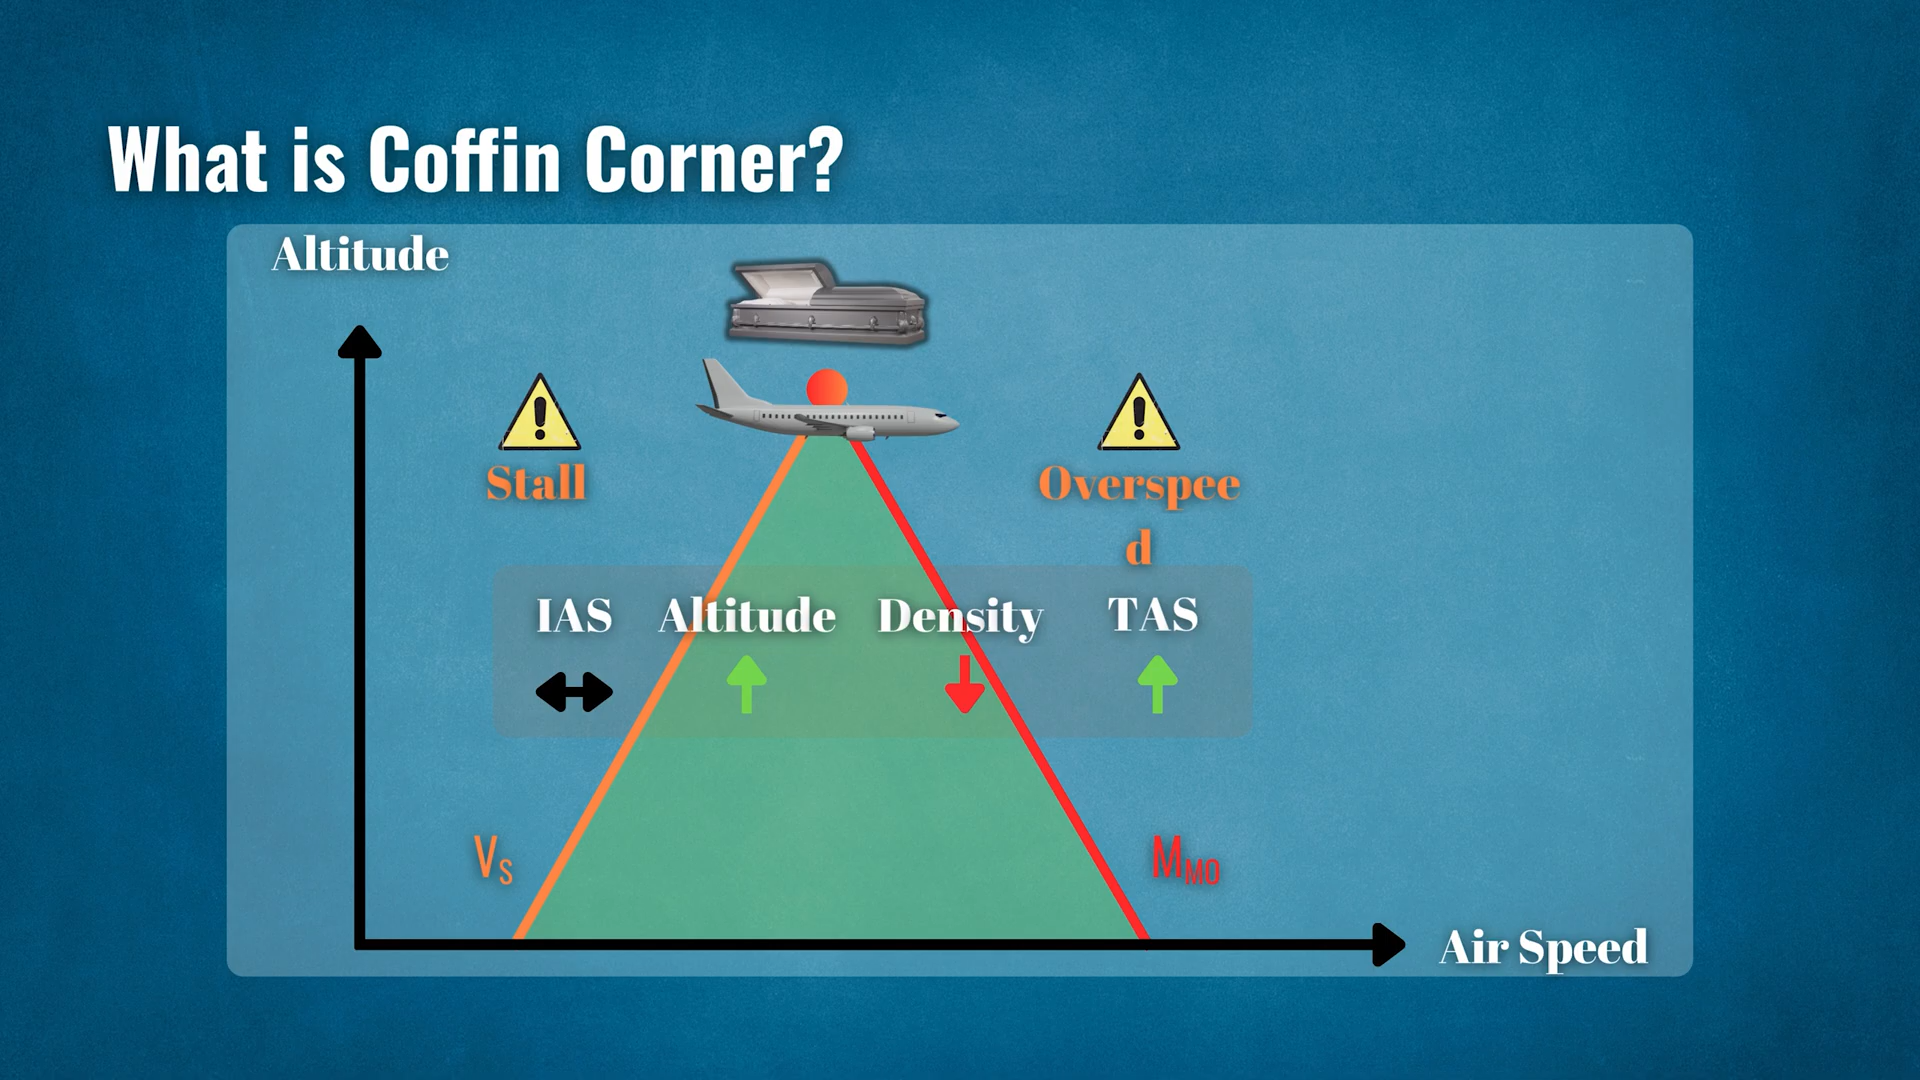 What is Coffin Corner?
Altitude
Stall
Overspee
d
IAS Altitude Density TAS
VS
MMO
Air Speed